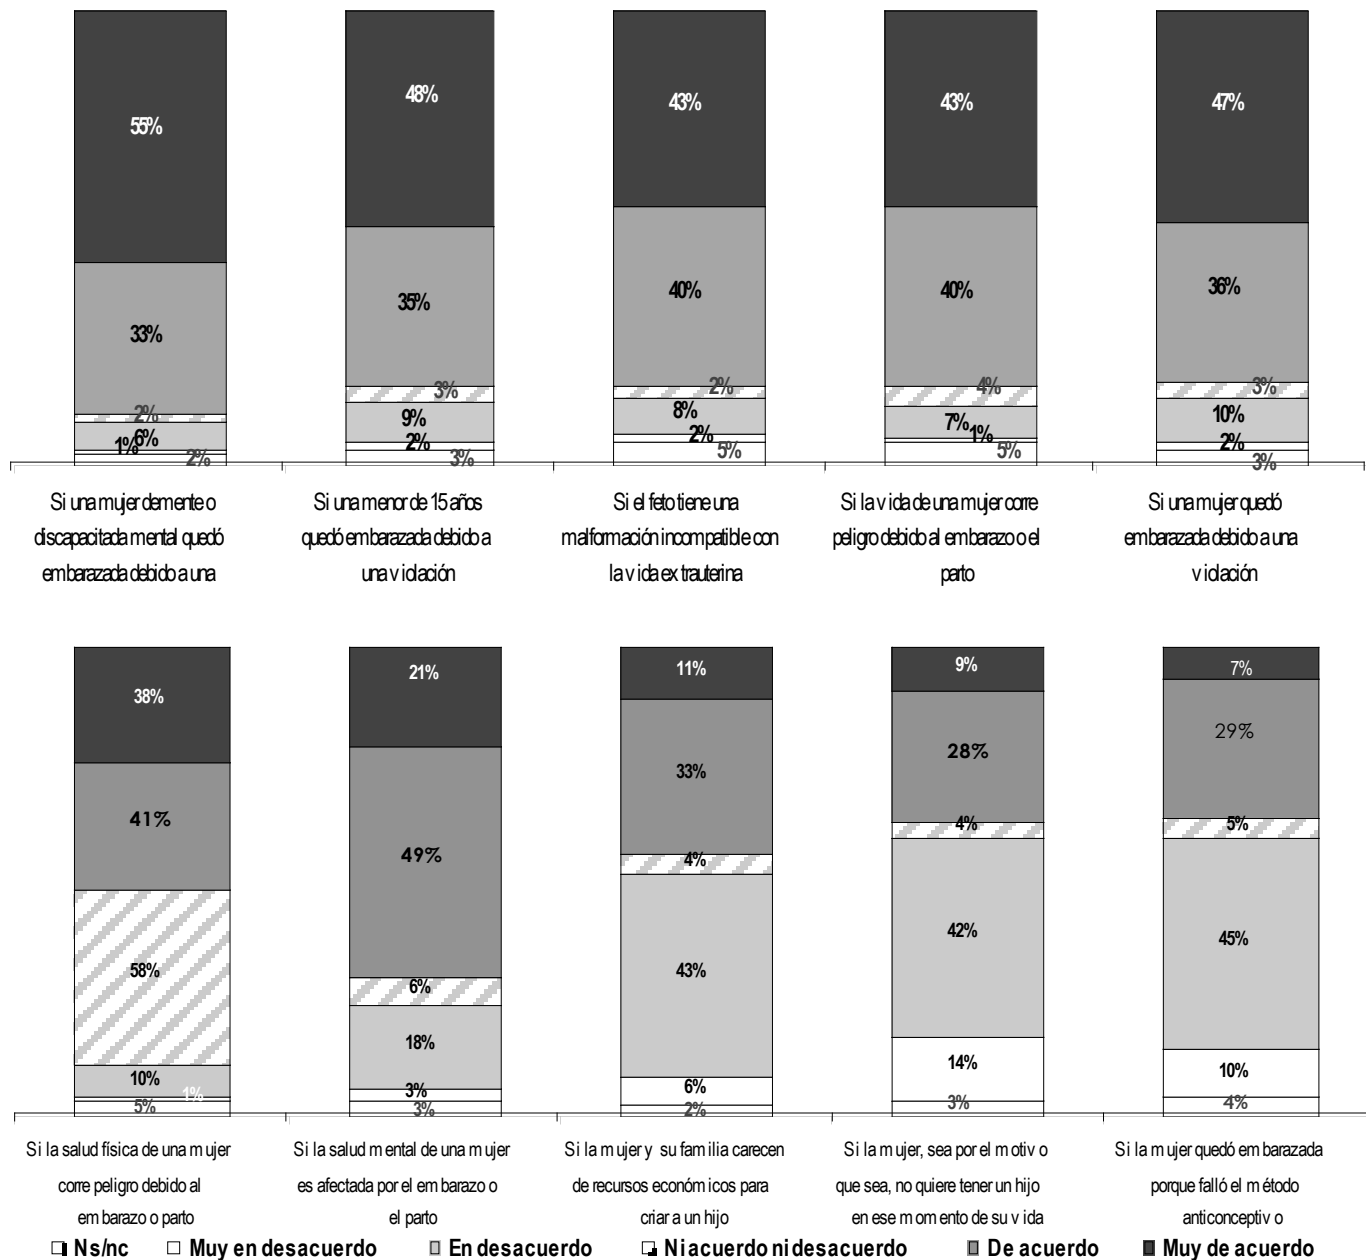 55%
48%
43%
43%
47%
33%
35%
40%
40%
36%
2%
3%
2%
4%
3%
6%
9%
8%
7%
10%
1%
2%
2%
1%
2%
2%
3%
5%
5%
3%
Si una mujer demente o
discapacitada mental quedó
embarazada debido a una
Si una menor de 15 años
quedó embarazada debido a
una violación
Si el feto tiene una
malformación incompatible con
la vida extrauterina
Si la vida de una mujer corre
peligro debido al embarazo o el
parto
Si una mujer quedó
embarazada debido a una
violación
38%
21%
11%
9%
7%
41%
49%
33%
28%
29%
58%
6%
4%
4%
5%
10%
18%
43%
42%
45%
1%
3%
6%
14%
10%
5%
3%
2%
3%
4%
Si la salud física de una mujer
corre peligro debido al
embarazo o parto
Si la salud mental de una mujer
es afectada por el embarazo o
el parto
Si la mujer y su familia carecen
de recursos económicos para
criar a un hijo
Si la mujer, sea por el motivo
que sea, no quiere tener un hijo
en ese momento de su vida
Si la mujer quedó embarazada
porque falló el método
anticonceptivo
Ns/nc Muy en desacuerdo En desacuerdo Ni acuerdo ni desacuerdo De acuerdo Muy de acuerdo